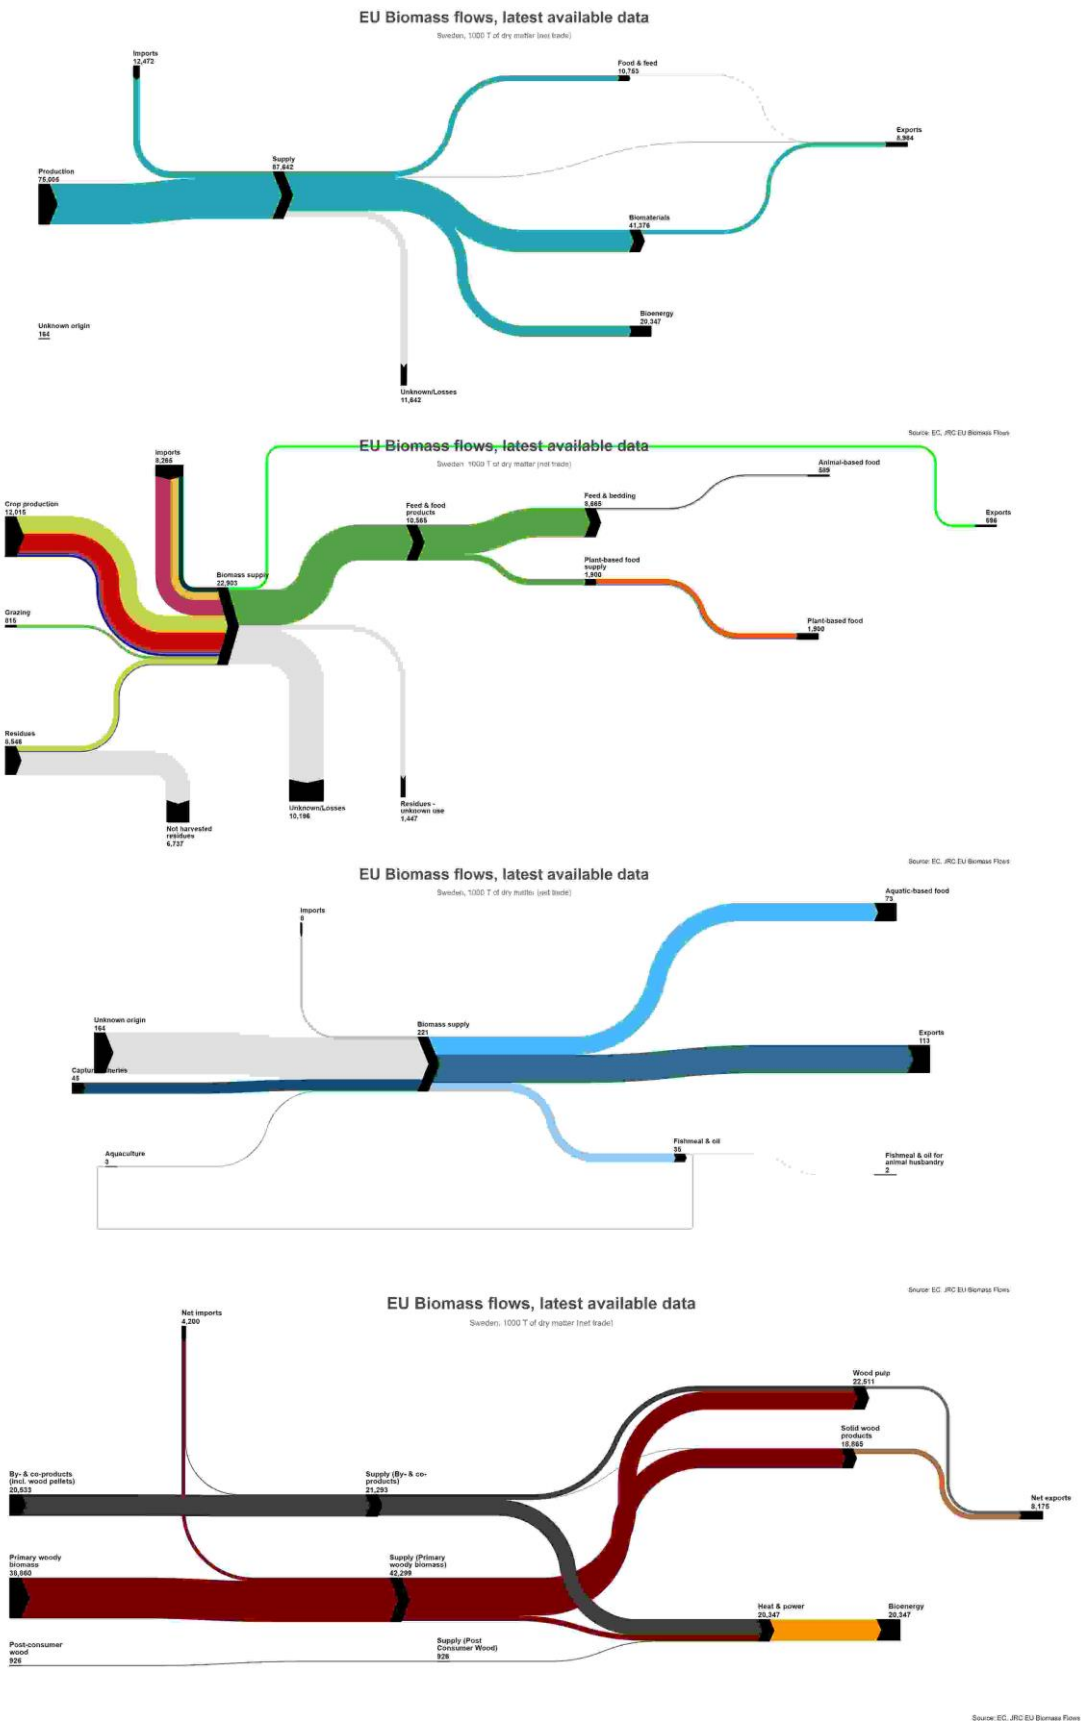 EU Biomass flows, latest available data
Sweden, 1000 T of dry matter (net trade)
Imports
12,472
Food & feed
10,753
Exports
8,984
Supply
87,642
Production
75,005
Biomaterials
41,376
Bioenergy
20,347
Unknown origin
164
Unknown/Losses
11,642
Source: EC, JRC EU Biomass Flows
EU Biomass flows, latest available data
Sweden, 1000 T of dry matter (net trade)
Imports
8,265
Animal-based food
589
Crop production
12,015
Feed & food
products
10,565
Feed & bedding
8,665
Exports
696
Biomass supply
22,903
Plant-based food
supply
1,900
Grazing
815
Plant-based food
1,900
Residues
8,548
Unknown/Losses
10,196
Residues -
unknown use
1,447
Not harvested
residues
6,737
Source: EC, JRC EU Biomass Flows
EU Biomass flows, latest available data
Sweden, 1000 T of dry matter (net trade)
Aquatic-based food
73
Imports
8
Unknown origin
164
Biomass supply
221
Exports
113
45
Aquaculture
3
Fishmeal & oil
35
Fishmeal & oil for
animal husbandry
2
Source: EC, JRC EU Biomass Flows
EU Biomass flows, latest available data
Sweden, 1000 T of dry matter (net trade)
Net imports
4,200
Wood pulp
22,511
Solid wood
products
18,865
By- & co-products
(incl. wood pellets)
20,533
Supply (By- & co-
products)
21,293
Net exports
8,175
Primary woody
biomass
38,860
Supply (Primary
woody biomass)
42,299
Heat & power
20,347
Bioenergy
20,347
Post-consumer
wood
926
Supply (Post
Consumer Wood)
926
Source: EC, JRC EU Biomass Flows